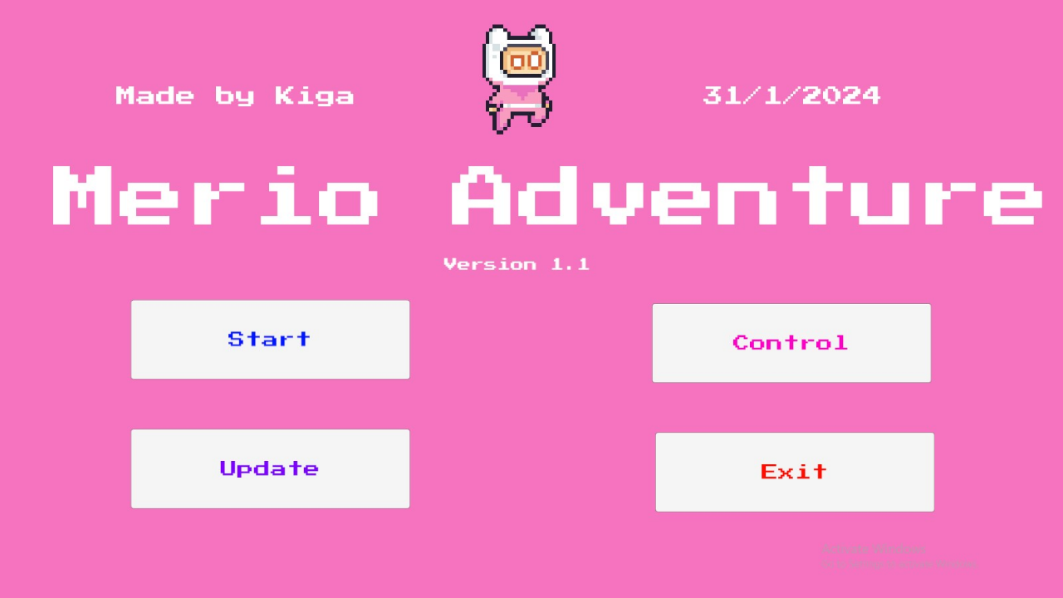 Made by Kiga
31/1/2024
Merio Adventure
Version 1.1
Start
Control
Update
Exit